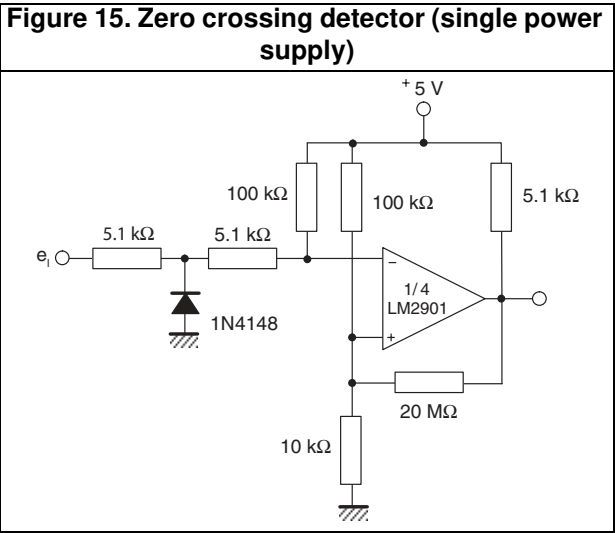 Figure 15. Zero crossing detector (single power
supply)
+ 5 V
100 kΩ
100 kΩ
5.1 kΩ
5.1 kΩ
5.1 kΩ
eI
−
1/4
LM2901
1N4148
+
20 MΩ
10 kΩ